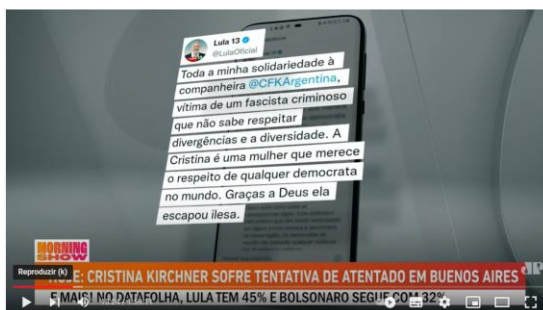 Lula 13
@LulaOficial
Toda a minha solidariedade à
companheira @CFKArgentina,
vítima de um fascista criminoso
que não sabe respeitar
divergências e a diversidade. A
Cristina é uma mulher que merece
o respeito de qualquer democrata
no mundo. Graças a Deus ela
escapou ilesa.
MORNING
SHOW
Reproduzir (k)
: CRISTINA KIRCHNER SOFRE TENTATIVA DE ATENTADO EM BUENOS AIRES
JP
E MAIS! NO DATAFOLHA, LULA TEM 45% E BOLSONARO SEGUE COM 32%